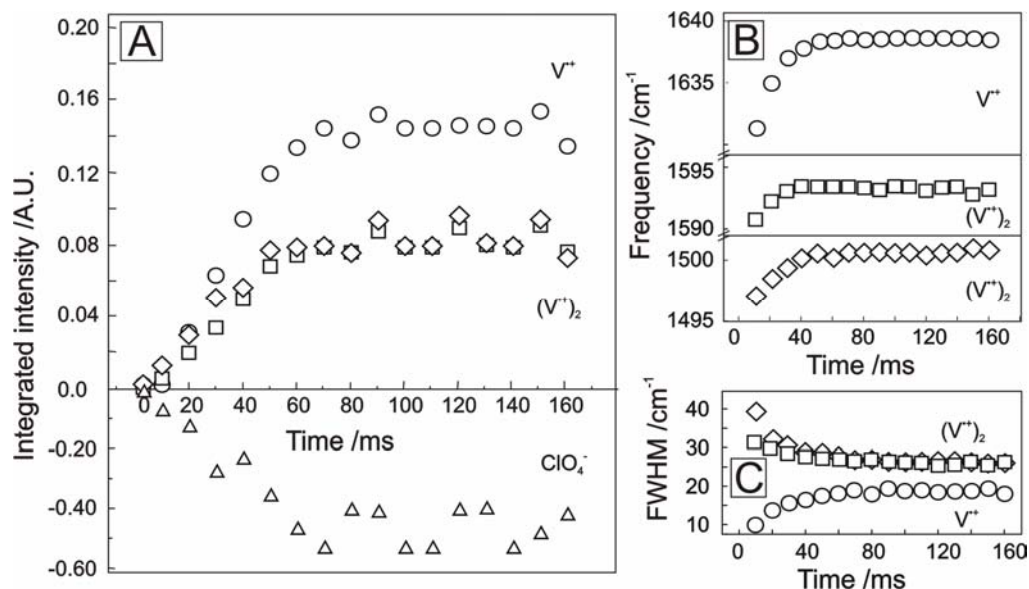 A
Integrated intensity /A.U.
0.20
0.16
0.12
0.08
0.04
0.0
-0.20
-0.40
-0.60
V•+
(V•+)₂
0 20 40 60 80 100 120 140 160
Time /ms
ClO₄⁻
B
Frequency /cm⁻¹
1640
1635
1595
1590
1500
1495
V•+
(V•+)₂
(V•+)₂
0 40 80 120 160
Time /ms
C
FWHM /cm⁻¹
40
30
20
10
(V•+)₂
V•+
0 40 80 120 160
Time /ms